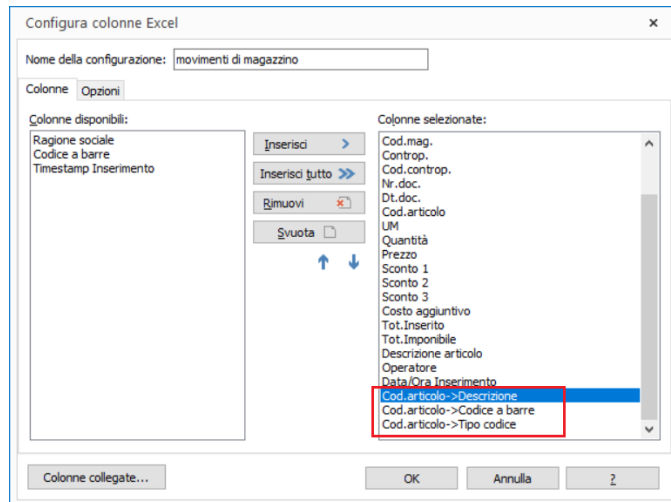 Configura colonne Excel
Nome della configurazione: movimenti di magazzino
Colonne Opzioni
Colonne disponibili:
Ragione sociale
Codice a barre
Timestamp Inserimento
Inserisci
Inserisci tutto
Rimuovi
Svuota
Colonne selezionate:
Cod.mag.
Controp.
Cod.controp.
Nr.doc.
Dt.doc.
Cod.articolo
UM
Quantità
Prezzo
Sconto 1
Sconto 2
Sconto 3
Costo aggiuntivo
Tot.Inserito
Tot.Imponibile
Descrizione articolo
Operatore
Data/Ora Inserimento
Cod.articolo->Descrizione
Cod.articolo->Codice a barre
Cod.articolo->Tipo codice
Colonne collegate...
OK
Annulla
?